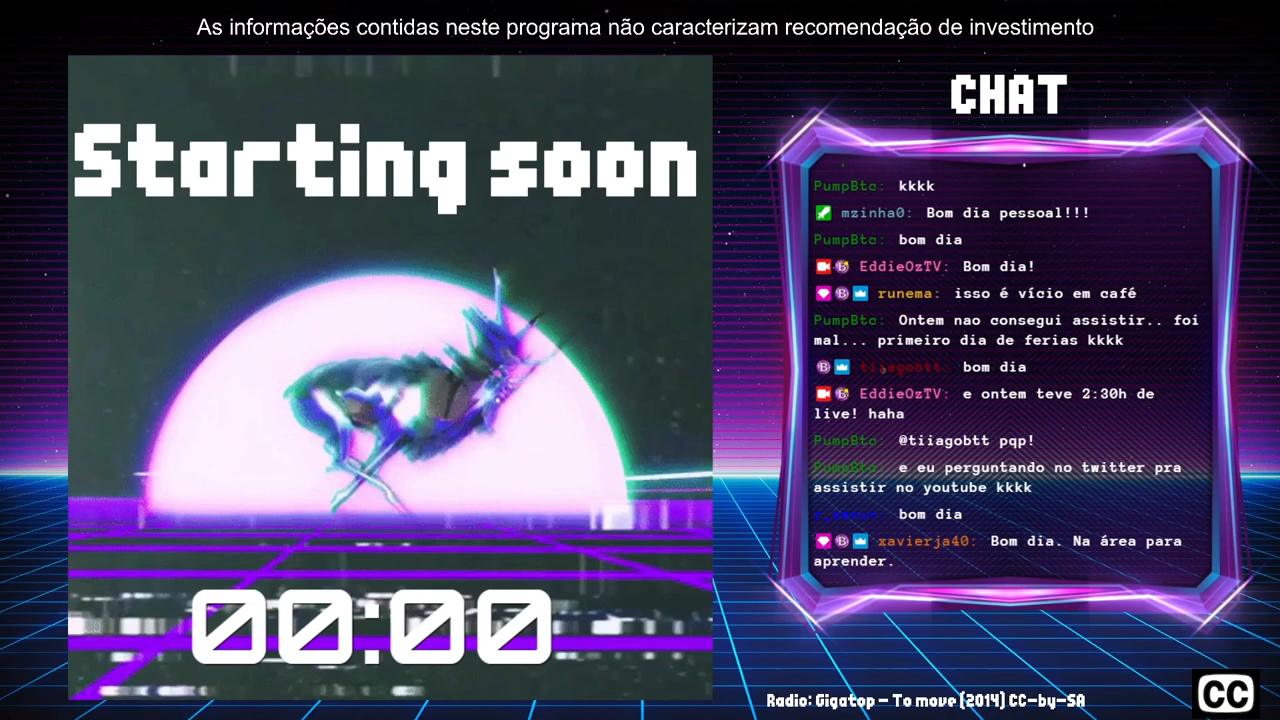 As informações contidas neste programa não caracterizam recomendação de investimento
Starting soon
00:00
CHAT
PumpBtc: kkkk
mzinha0: Bom dia pessoal!!!
PumpBtc: bom dia
EddieOzTV: Bom dia!
runema: isso é vício em café
PumpBtc: Ontem nao consegui assistir.. foi
mal... primeiro dia de ferias kkkk
tiiagobtt: bom dia
EddieOzTV: e ontem teve 2:30h de
live! haha
PumpBtc: @tiiagobtt pqp!
PumpBtc: e eu perguntando no twitter pra
assistir no youtube kkkk
bom dia
xavierja40: Bom dia. Na área para
aprender.
Radio: Gigatop - To move (2014) CC-by-SA
CC